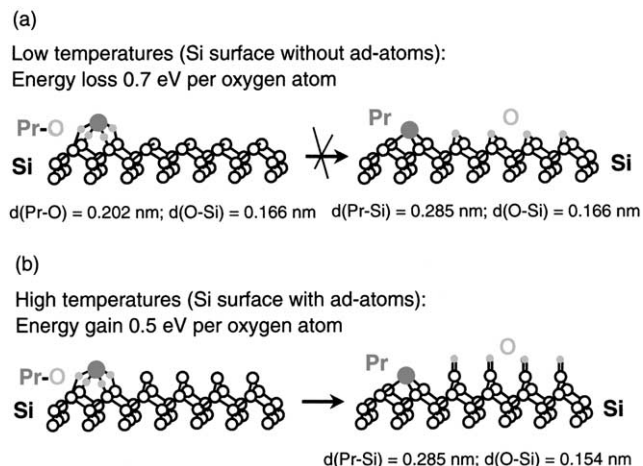 (a)
Low temperatures (Si surface without ad-atoms):
Energy loss 0.7 eV per oxygen atom
Pr-O
Pr
O
Si
Si
d(Pr-O) = 0.202 nm; d(O-Si) = 0.166 nm
d(Pr-Si) = 0.285 nm; d(O-Si) = 0.166 nm
(b)
High temperatures (Si surface with ad-atoms):
Energy gain 0.5 eV per oxygen atom
Pr-O
Pr
O
Si
Si
d(Pr-Si) = 0.285 nm; d(O-Si) = 0.154 nm